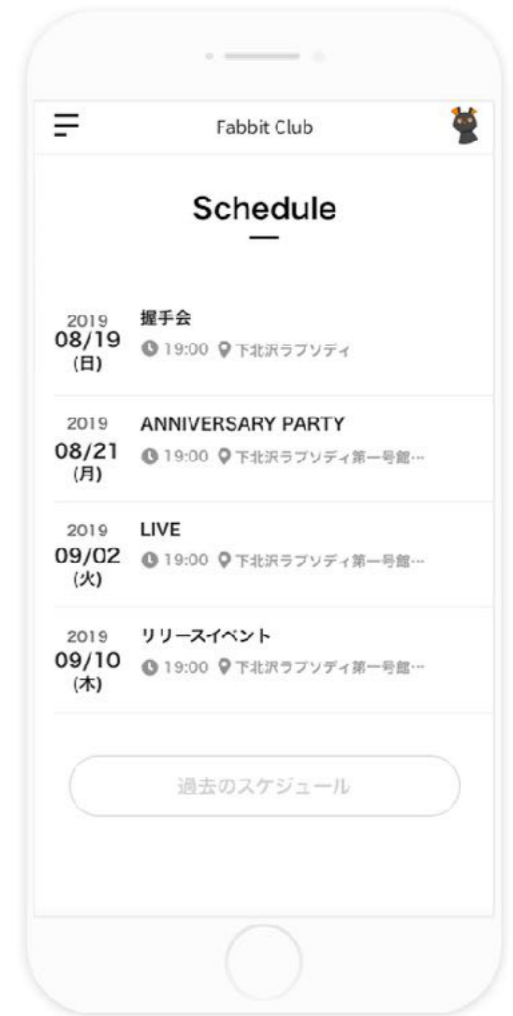 Fabbit Club
Schedule
2019
08/19
(日)
握手会
19:00 下北沢ラプソディ
2019
08/21
(月)
ANNIVERSARY PARTY
19:00 下北沢ラプソディ第一号館…
2019
09/02
(火)
LIVE
19:00 下北沢ラプソディ第一号館…
2019
09/10
(木)
リリースイベント
19:00 下北沢ラプソディ第一号館…
過去のスケジュール